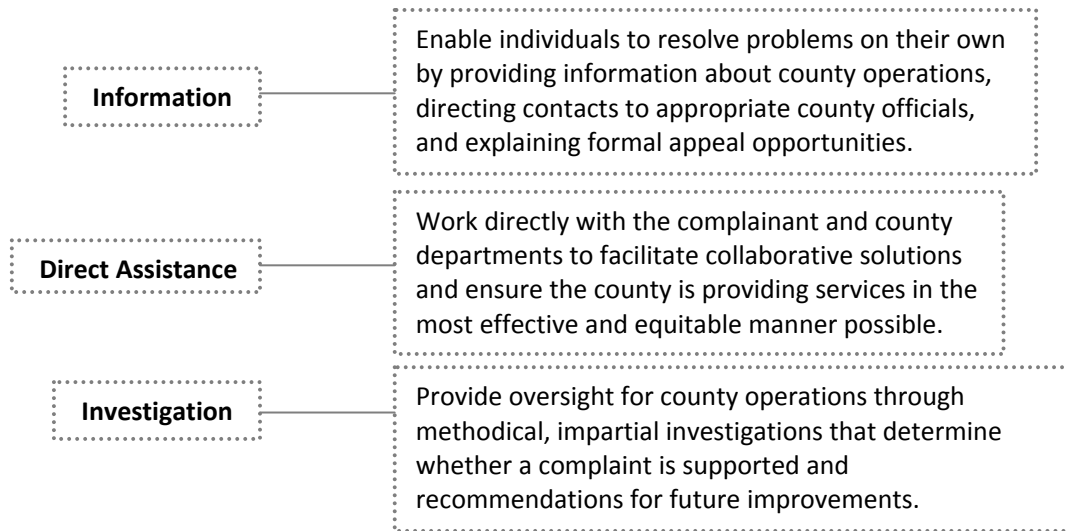 Information
Enable individuals to resolve problems on their own
by providing information about county operations,
directing contacts to appropriate county officials,
and explaining formal appeal opportunities.
Direct Assistance
Work directly with the complainant and county
departments to facilitate collaborative solutions
and ensure the county is providing services in the
most effective and equitable manner possible.
Investigation
Provide oversight for county operations through
methodical, impartial investigations that determine
whether a complaint is supported and
recommendations for future improvements.